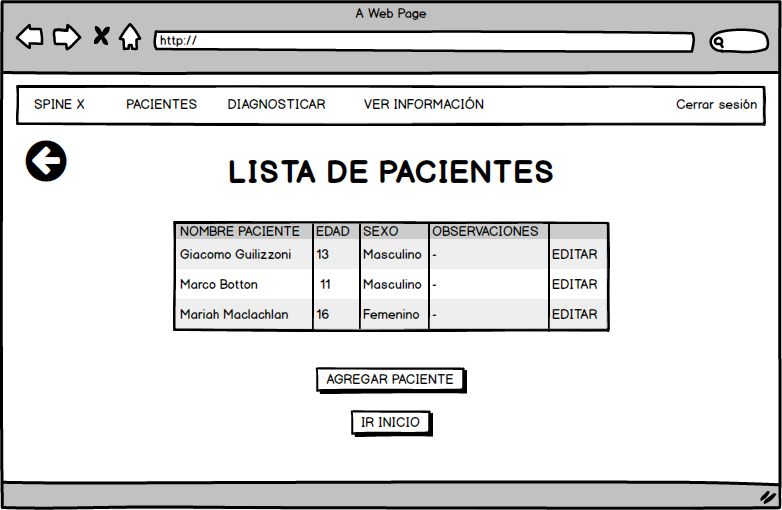 A Web Page
http://
SPINE X PACIENTES DIAGNOSTICAR VER INFORMACIÓN Cerrar sesión
LISTA DE PACIENTES
NOMBRE PACIENTE EDAD SEXO OBSERVACIONES
Giacomo Guilizzoni 13 Masculino - EDITAR
Marco Botton 11 Masculino - EDITAR
Mariah Maclachlan 16 Femenino - EDITAR
AGREGAR PACIENTE
IR INICIO